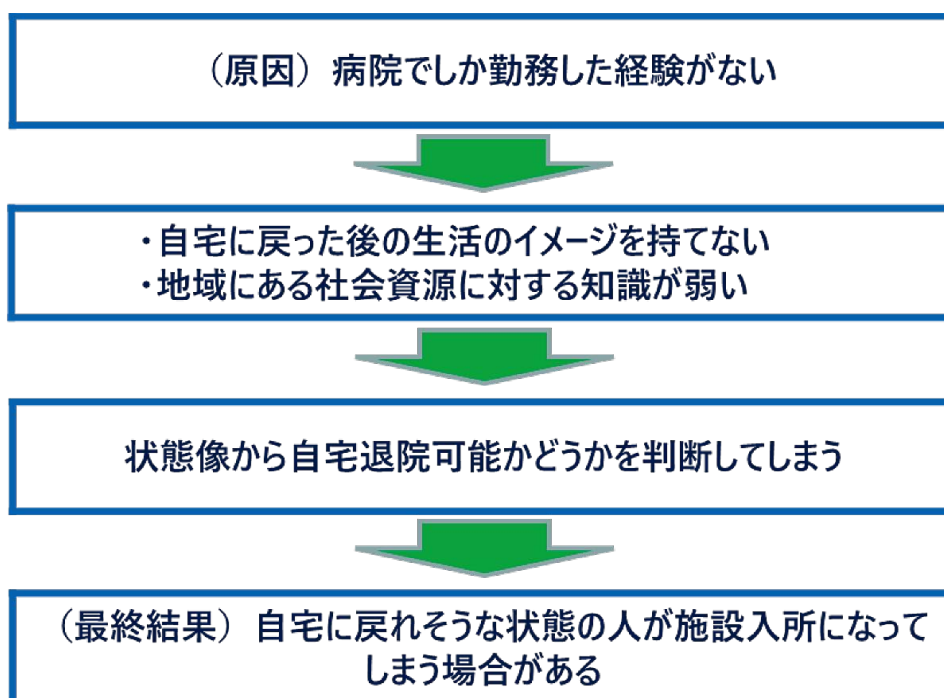 （原因）病院でしか勤務した経験がない
・自宅に戻った後の生活のイメージを持てない
・地域にある社会資源に対する知識が弱い
状態像から自宅退院可能かどうかを判断してしまう
（最終結果）自宅に戻れそうな状態の人が施設入所になって
しまう場合がある